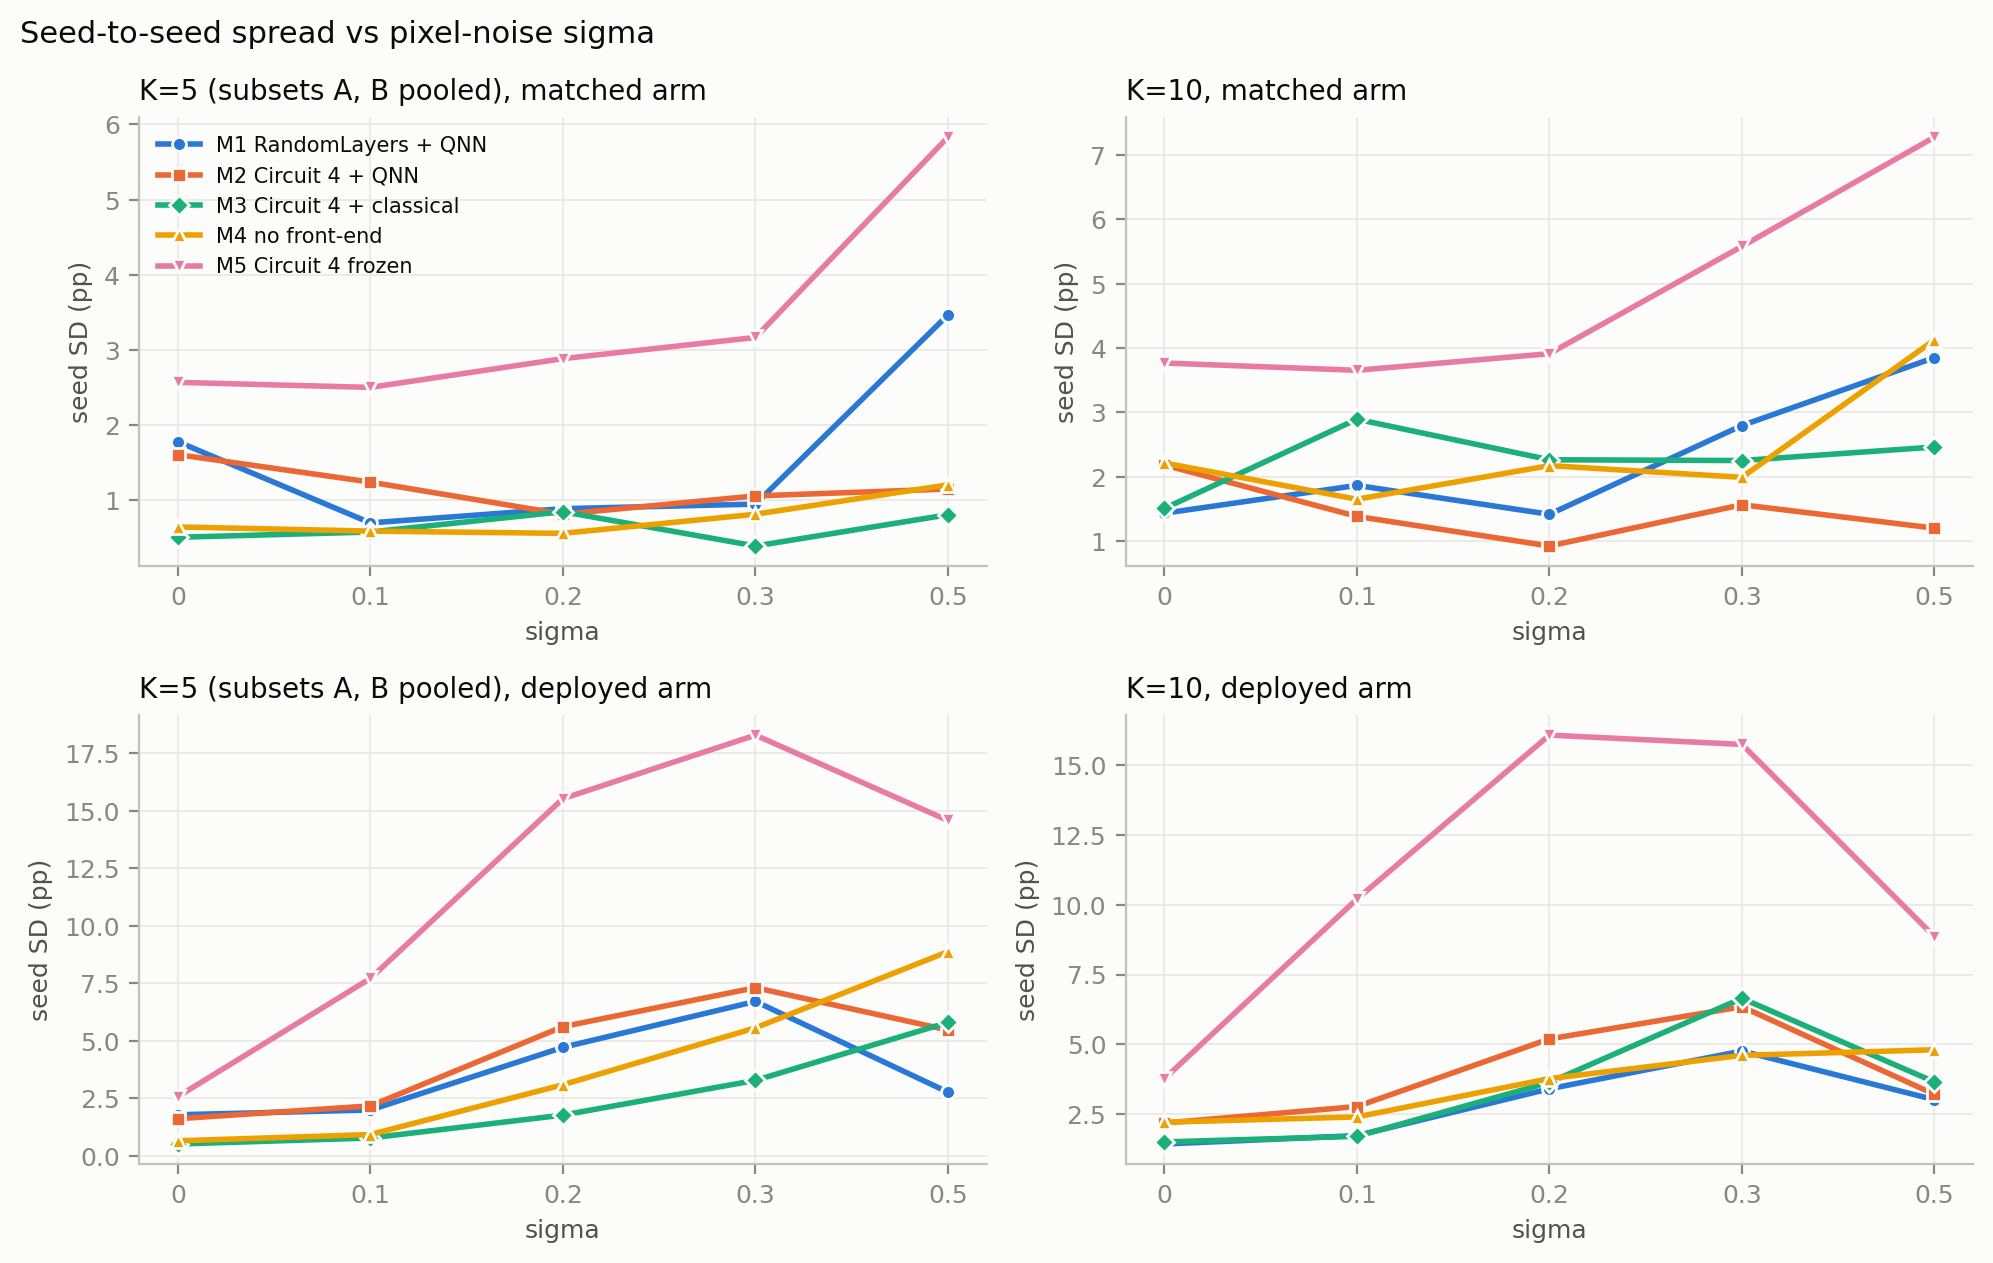 Seed-to-seed spread vs pixel-noise sigma
K=5 (subsets A, B pooled), matched arm
6
5
4
3
2
1
seed SD (pp)
M1 RandomLayers + QNN
M2 Circuit 4 + QNN
M3 Circuit 4 + classical
M4 no front-end
M5 Circuit 4 frozen
0 0.1 0.2 0.3 0.5
sigma
K=10, matched arm
7
6
5
4
3
2
1
seed SD (pp)
0 0.1 0.2 0.3 0.5
sigma
K=5 (subsets A, B pooled), deployed arm
17.5
15.0
12.5
10.0
7.5
5.0
2.5
0.0
seed SD (pp)
0 0.1 0.2 0.3 0.5
sigma
K=10, deployed arm
15.0
12.5
10.0
7.5
5.0
2.5
seed SD (pp)
0 0.1 0.2 0.3 0.5
sigma